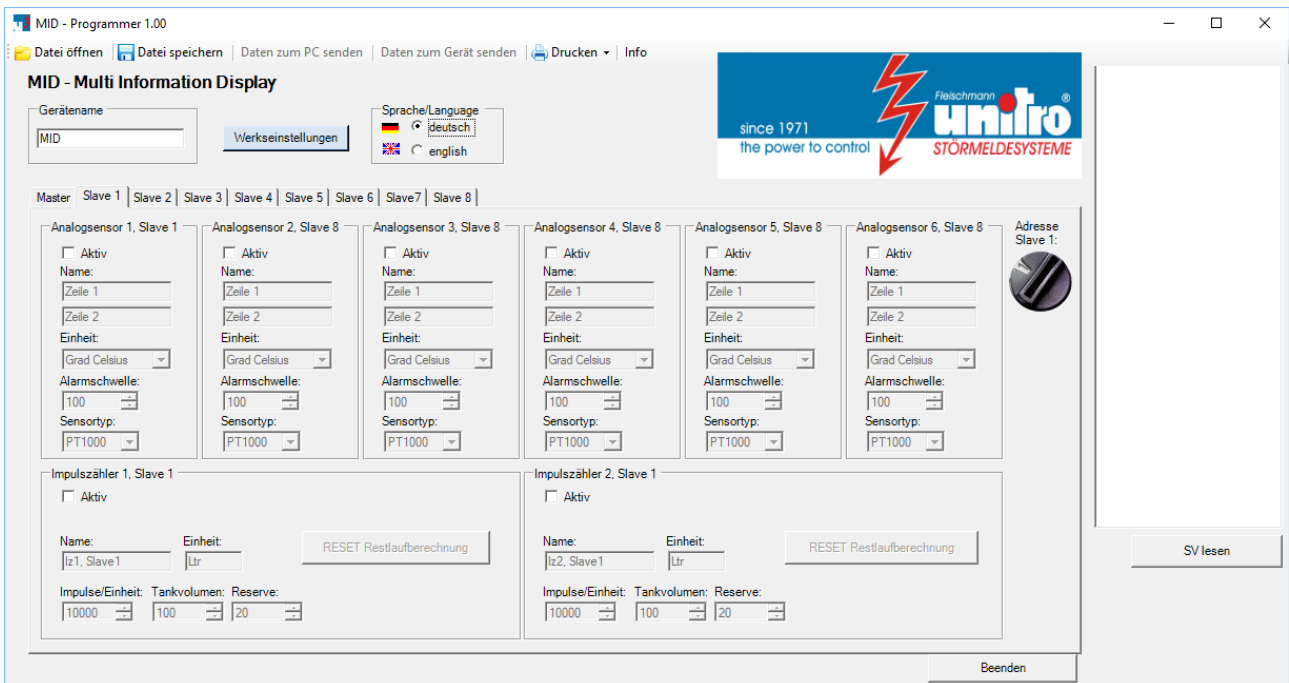 MID - Programmer 1.00
Datei öffnen Datei speichern Daten zum PC senden Daten zum Gerät senden Drucken Info
MID - Multi Information Display
Gerätename
MID
Werkseinstellungen
Sprache/Language
deutsch
english
since 1971
the power to control
Fleischmann
unitro ®
STÖRMELDESYSTEME
Master Slave 1 Slave 2 Slave 3 Slave 4 Slave 5 Slave 6 Slave7 Slave 8
Analogsensor 1, Slave 1 Analogsensor 2, Slave 8 Analogsensor 3, Slave 8 Analogsensor 4, Slave 8 Analogsensor 5, Slave 8 Analogsensor 6, Slave 8
Adresse
Slave 1:
Aktiv Aktiv Aktiv Aktiv Aktiv Aktiv
Name: Name: Name: Name: Name: Name:
Zeile 1 Zeile 1 Zeile 1 Zeile 1 Zeile 1 Zeile 1
Zeile 2 Zeile 2 Zeile 2 Zeile 2 Zeile 2 Zeile 2
Einheit: Einheit: Einheit: Einheit: Einheit: Einheit:
Grad Celsius Grad Celsius Grad Celsius Grad Celsius Grad Celsius Grad Celsius
Alarmschwelle: Alarmschwelle: Alarmschwelle: Alarmschwelle: Alarmschwelle: Alarmschwelle:
100 100 100 100 100 100
Sensortyp: Sensortyp: Sensortyp: Sensortyp: Sensortyp: Sensortyp:
PT1000 PT1000 PT1000 PT1000 PT1000 PT1000
Impulszähler 1, Slave 1 Impulszähler 2, Slave 1
Aktiv Aktiv
Name: Einheit: Name: Einheit:
Iz1, Slave1 Ltr RESET Restlaufberechnung Iz2, Slave1 Ltr RESET Restlaufberechnung
Impulse/Einheit: Tankvolumen: Reserve: Impulse/Einheit: Tankvolumen: Reserve:
10000 100 20 10000 100 20
SV lesen
Beenden